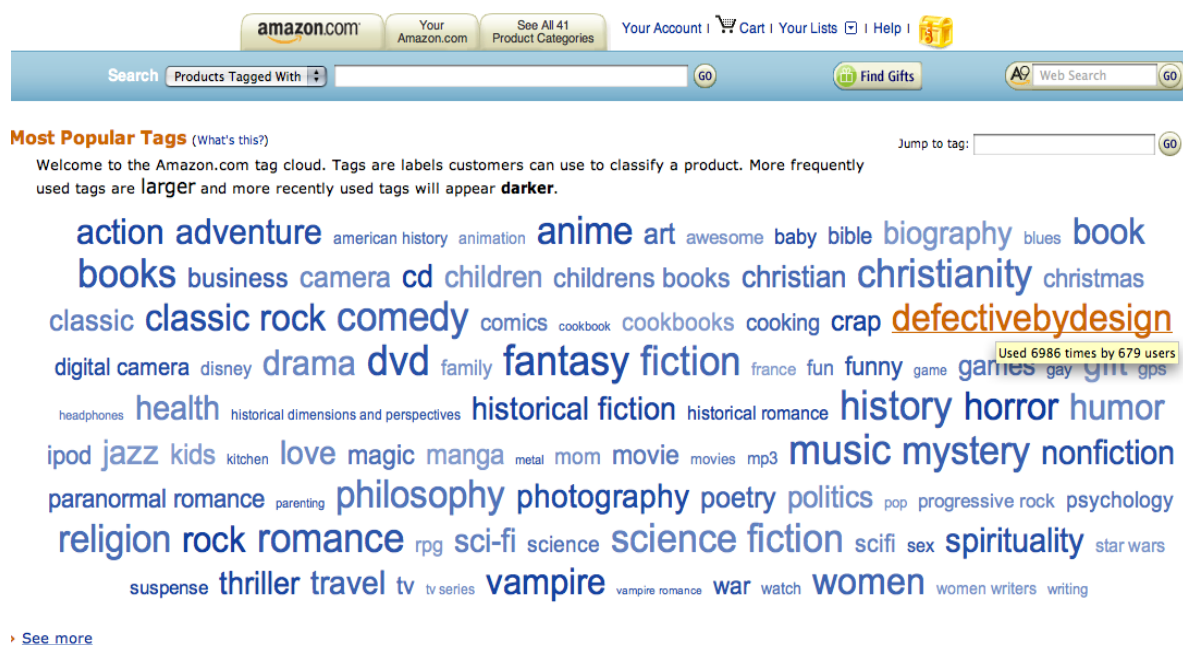 amazon.com Your Amazon.com See All 41 Product Categories Your Account | Cart | Your Lists | Help |
Search Products Tagged With GO Find Gifts A9 Web Search GO
Most Popular Tags (What's this?) Jump to tag: GO
Welcome to the Amazon.com tag cloud. Tags are labels customers can use to classify a product. More frequently
used tags are larger and more recently used tags will appear darker.
action adventure american history animation anime art awesome baby bible biography blues book
books business camera cd children childrens books christian christianity christmas
classic classic rock comedy comics cookbook cookbooks cooking crap defectivebydesign
Used 6986 times by 679 users
digital camera disney drama dvd family fantasy fiction france fun funny game games gay gift gps
headphones health historical dimensions and perspectives historical fiction historical romance history horror humor
ipod jazz kids kitchen love magic manga metal mom movie movies mp3 music mystery nonfiction
paranormal romance parenting philosophy photography poetry politics pop progressive rock psychology
religion rock romance rpg sci-fi science science fiction scifi sex spirituality star wars
suspense thriller travel tv tv series vampire vampire romance war watch women women writers writing
See more